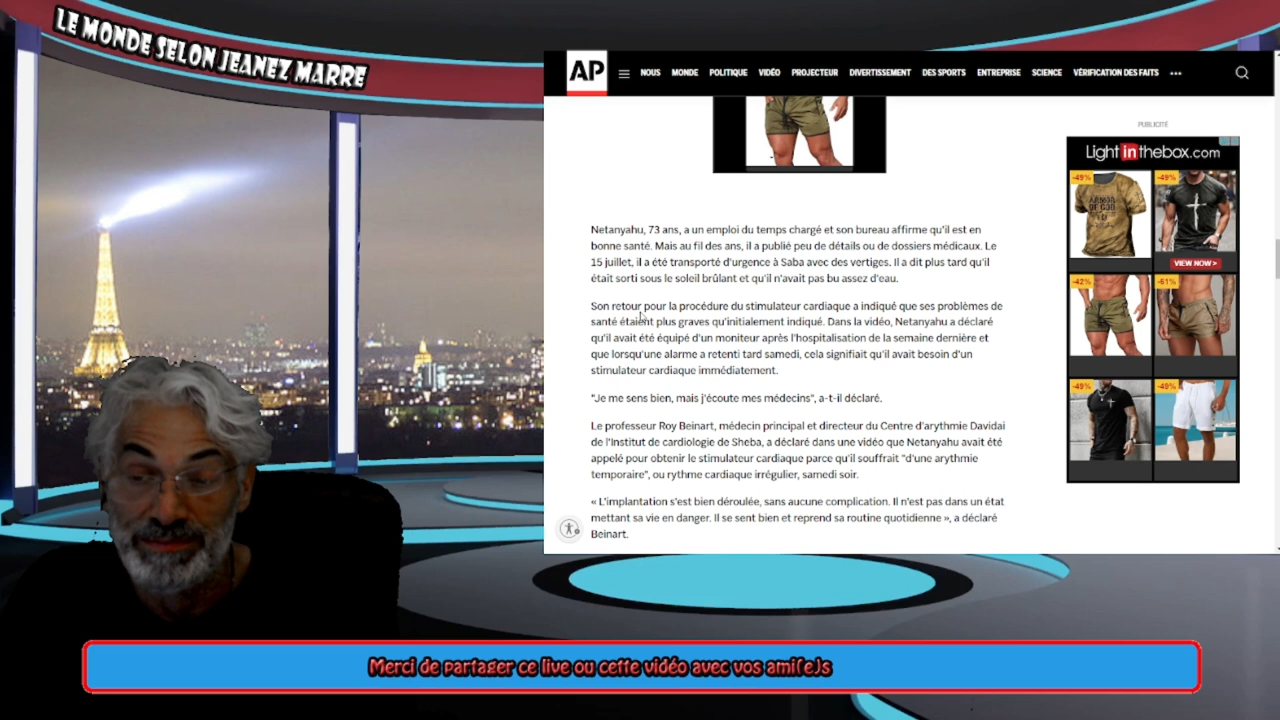 LE MONDE SELON JEANEZ MARRE
AP
NOUS MONDE POLITIQUE VIDÉO PROJECTEUR DIVERTISSEMENT DES SPORTS ENTREPRISE SCIENCE VÉRIFICATION DES FAITS
PUBLICITÉ
Lightinthebox.com
-49% -49%
ARMOR
OF GOD
VIEW NOW >
-42% -61%
-49% -49%
Netanyahu, 73 ans, a un emploi du temps chargé et son bureau affirme qu'il est en
bonne santé. Mais au fil des ans, il a publié peu de détails ou de dossiers médicaux. Le
15 juillet, il a été transporté d'urgence à Saba avec des vertiges. Il a dit plus tard qu'il
était sorti sous le soleil brûlant et qu'il n'avait pas bu assez d'eau.
Son retour pour la procédure du stimulateur cardiaque a indiqué que ses problèmes de
santé étaient plus graves qu'initialement indiqué. Dans la vidéo, Netanyahu a déclaré
qu'il avait été équipé d'un moniteur après l'hospitalisation de la semaine dernière et
que lorsqu'une alarme a retenti tard samedi, cela signifiait qu'il avait besoin d'un
stimulateur cardiaque immédiatement.
"Je me sens bien, mais j'écoute mes médecins", a-t-il déclaré.
Le professeur Roy Beinart, médecin principal et directeur du Centre d'arythmie Davidai
de l'Institut de cardiologie de Sheba, a déclaré dans une vidéo que Netanyahu avait été
appelé pour obtenir le stimulateur cardiaque parce qu'il souffrait "d'une arythmie
temporaire", ou rythme cardiaque irrégulier, samedi soir.
« L'implantation s'est bien déroulée, sans aucune complication. Il n'est pas dans un état
mettant sa vie en danger. Il se sent bien et reprend sa routine quotidienne », a déclaré
Beinart.
Merci de partager ce live ou cette vidéo avec vos ami(e)s